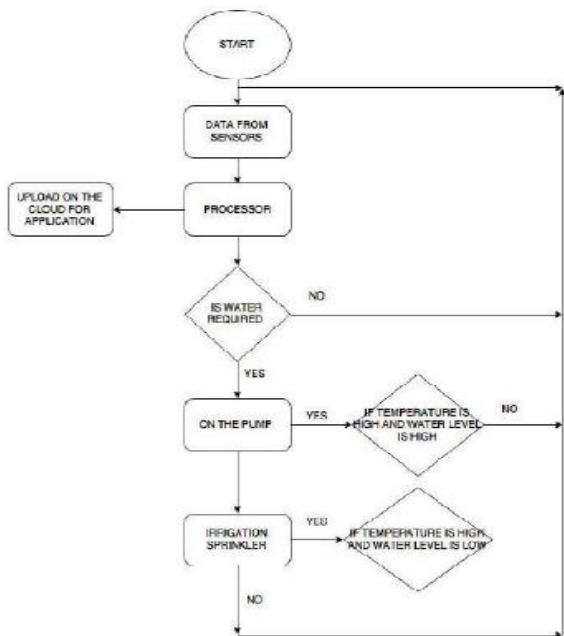 START
DATA FROM
SENSORS
UPLOAD ON THE
CLOUD FOR
APPLICATION
PROCESSOR
IS WATER
REQUIRED
NO
YES
ON THE PUMP
YES
IF TEMPERATURE IS
HIGH AND WATER LEVEL
IS HIGH
NO
IRRIGATION
SPRINKLER
YES
IF TEMPERATURE IS HIGH
AND WATER LEVEL IS LOW
NO